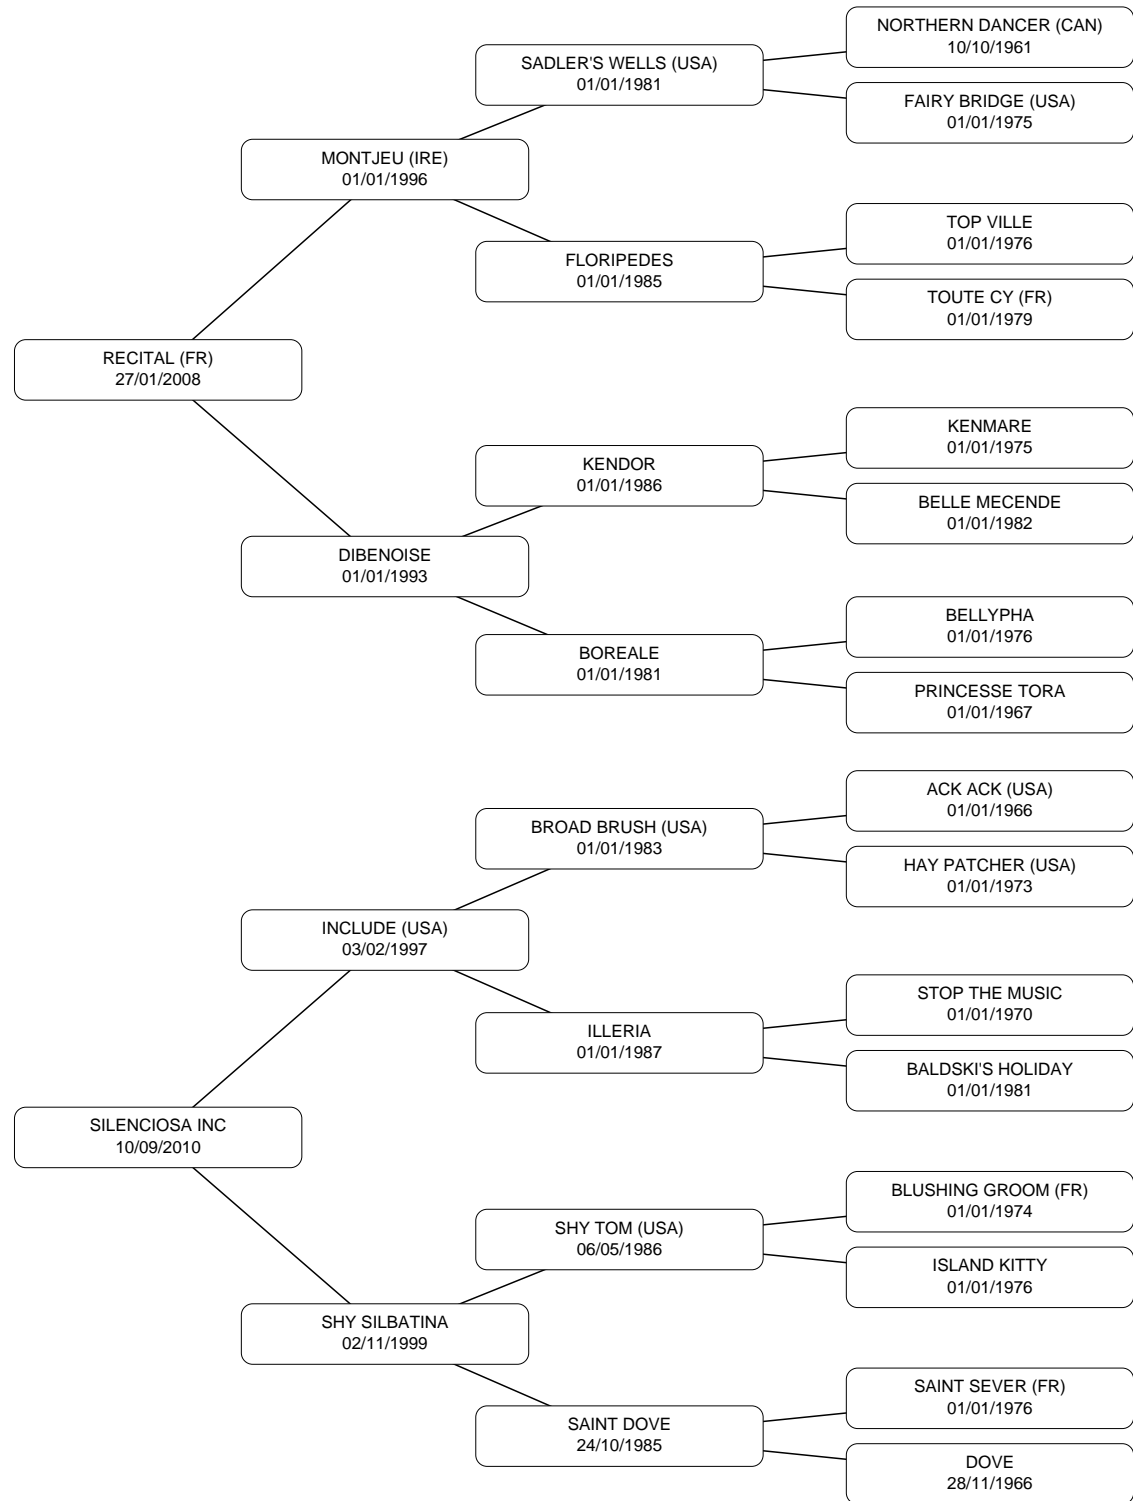 NORTHERN DANCER (CAN)
10/10/1961
SADLER'S WELLS (USA)
01/01/1981
FAIRY BRIDGE (USA)
01/01/1975
MONTJEU (IRE)
01/01/1996
TOP VILLE
01/01/1976
FLORIPEDES
01/01/1985
TOUTE CY (FR)
01/01/1979
RECITAL (FR)
27/01/2008
KENMARE
01/01/1975
KENDOR
01/01/1986
BELLE MECENDE
01/01/1982
DIBENOISE
01/01/1993
BELLYPHA
01/01/1976
BOREALE
01/01/1981
PRINCESSE TORA
01/01/1967
ACK ACK (USA)
01/01/1966
BROAD BRUSH (USA)
01/01/1983
HAY PATCHER (USA)
01/01/1973
INCLUDE (USA)
03/02/1997
STOP THE MUSIC
01/01/1970
ILLERIA
01/01/1987
BALDSKI'S HOLIDAY
01/01/1981
SILENCIOSA INC
10/09/2010
BLUSHING GROOM (FR)
01/01/1974
SHY TOM (USA)
06/05/1986
ISLAND KITTY
01/01/1976
SHY SILBATINA
02/11/1999
SAINT SEVER (FR)
01/01/1976
SAINT DOVE
24/10/1985
DOVE
28/11/1966